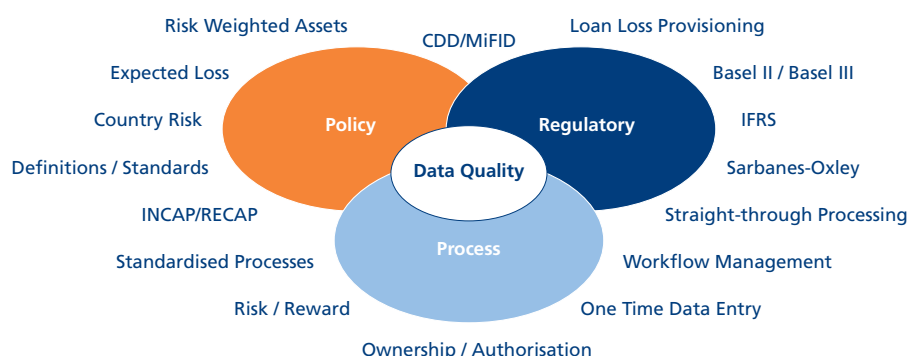 Risk Weighted Assets
CDD/MiFID
Loan Loss Provisioning
Expected Loss
Basel II / Basel III
Country Risk
Policy
Regulatory
IFRS
Definitions / Standards
Data Quality
Sarbanes-Oxley
INCAP/RECAP
Straight-through Processing
Process
Standardised Processes
Workflow Management
Risk / Reward
One Time Data Entry
Ownership / Authorisation